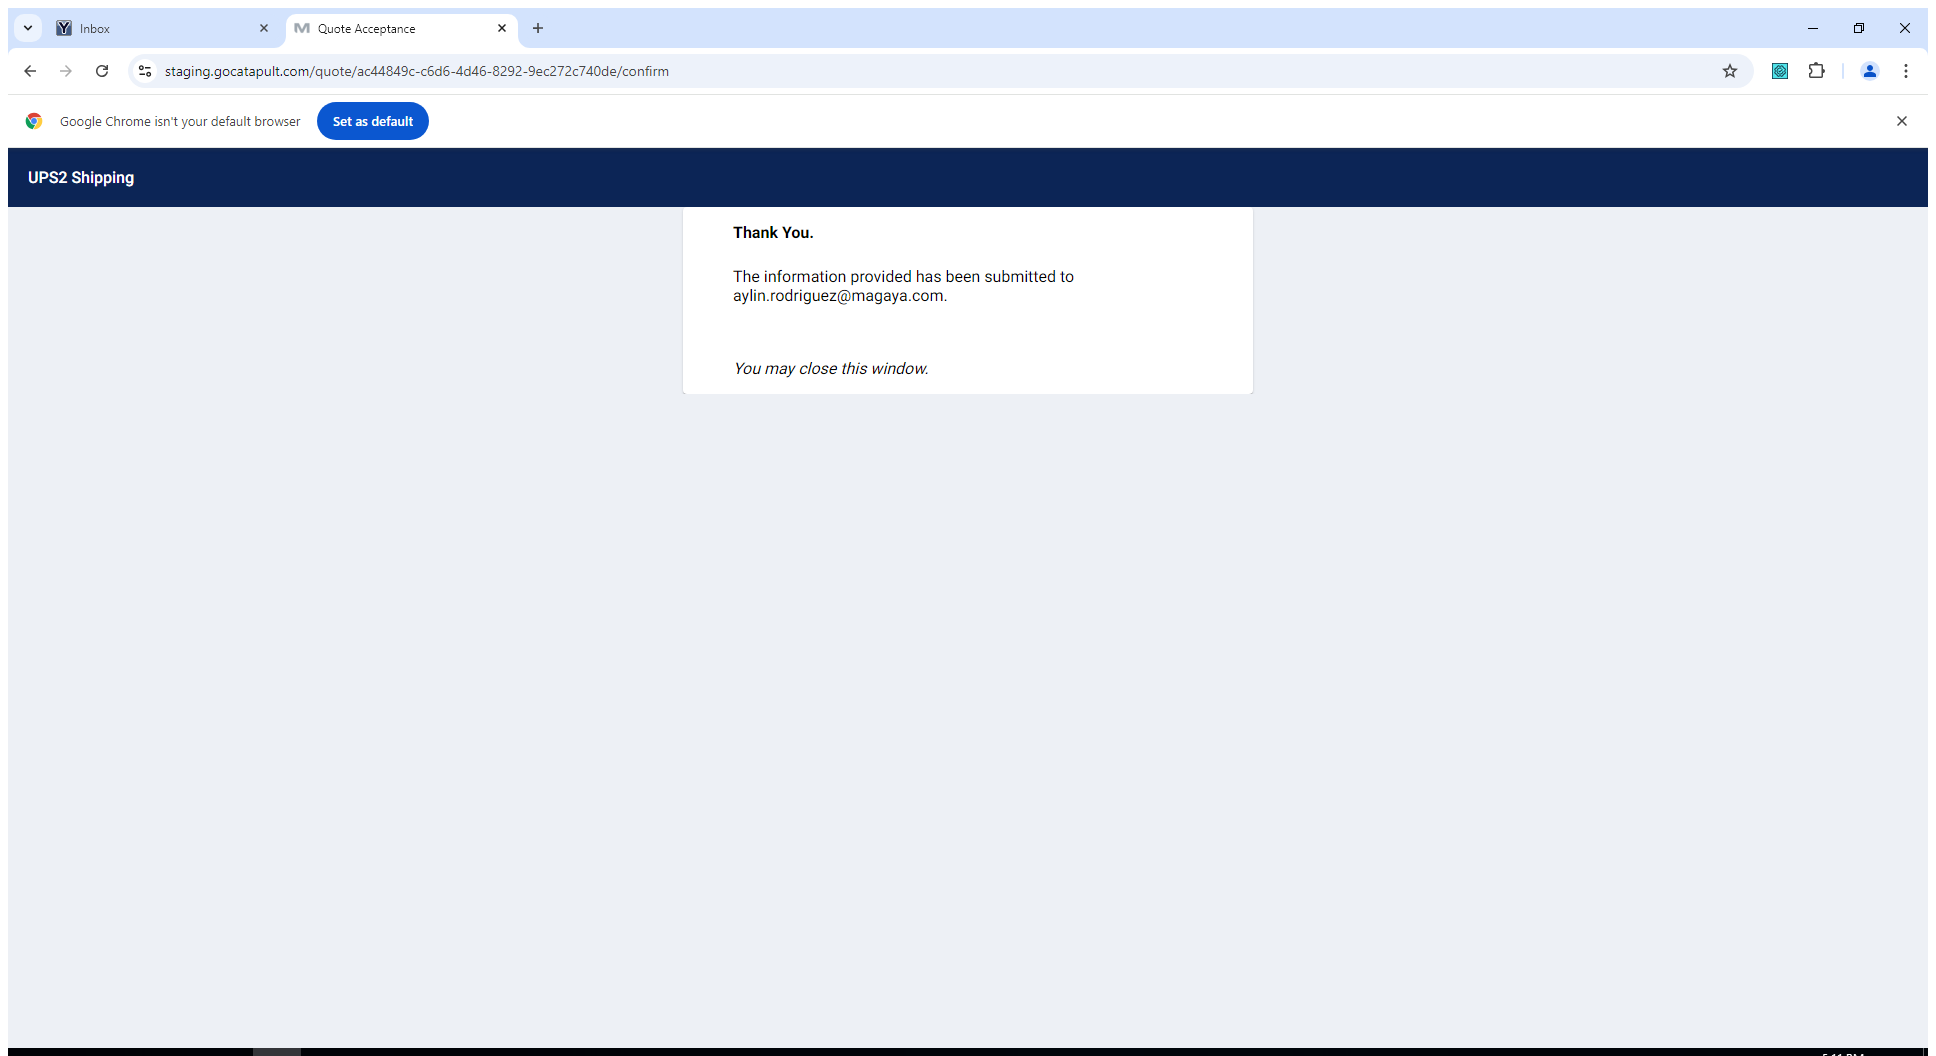 Inbox
Quote Acceptance
staging.gocatapult.com/quote/ac44849c-c6d6-4d46-8292-9ec272c740de/confirm
Google Chrome isn't your default browser
Set as default
UPS2 Shipping
Thank You.
The information provided has been submitted to
aylin.rodriguez@magaya.com.
You may close this window.